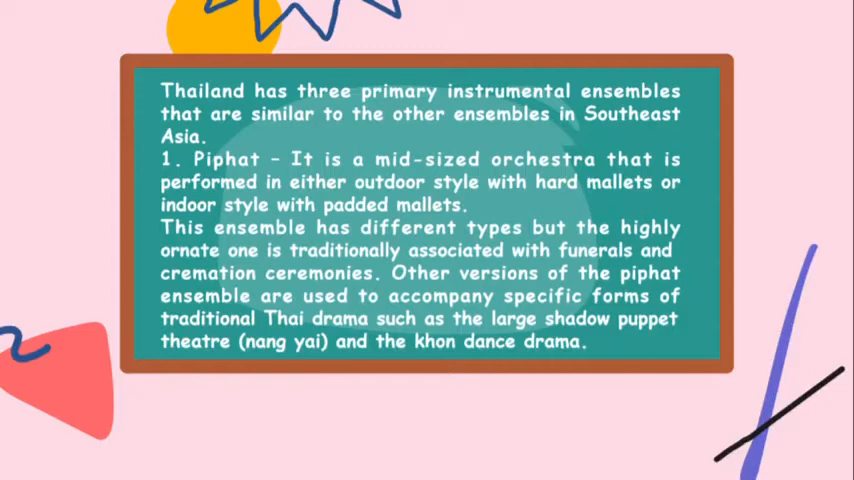 Thailand has three primary instrumental ensembles
that are similar to the other ensembles in Southeast
Asia.
1. Piphat – It is a mid-sized orchestra that is
performed in either outdoor style with hard mallets or
indoor style with padded mallets.
This ensemble has different types but the highly
ornate one is traditionally associated with funerals and
cremation ceremonies. Other versions of the piphat
ensemble are used to accompany specific forms of
traditional Thai drama such as the large shadow puppet
theatre (nang yai) and the khon dance drama.